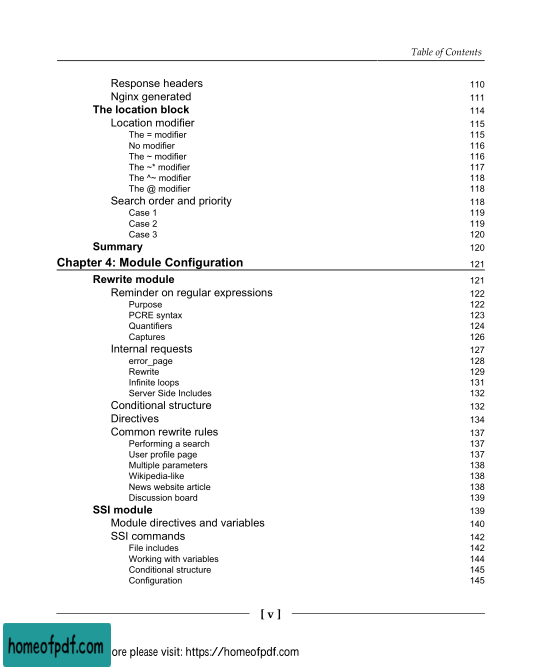 Table of Contents
Response headers 110
Nginx generated 111
The location block 114
Location modifier 115
The = modifier 115
No modifier 116
The ~ modifier 116
The ~* modifier 117
The ^~ modifier 118
The @ modifier 118
Search order and priority 118
Case 1 119
Case 2 119
Case 3 120
Summary 120
Chapter 4: Module Configuration 121
Rewrite module 121
Reminder on regular expressions 122
Purpose 122
PCRE syntax 123
Quantifiers 124
Captures 126
Internal requests 127
error_page 128
Rewrite 129
Infinite loops 131
Server Side Includes 132
Conditional structure 132
Directives 134
Common rewrite rules 137
Performing a search 137
User profile page 137
Multiple parameters 138
Wikipedia-like 138
News website article 138
Discussion board 139
SSI module 139
Module directives and variables 140
SSI commands 142
File includes 142
Working with variables 144
Conditional structure 145
Configuration 145
[ v ]
homeofpdf.com ore please visit: https://homeofpdf.com